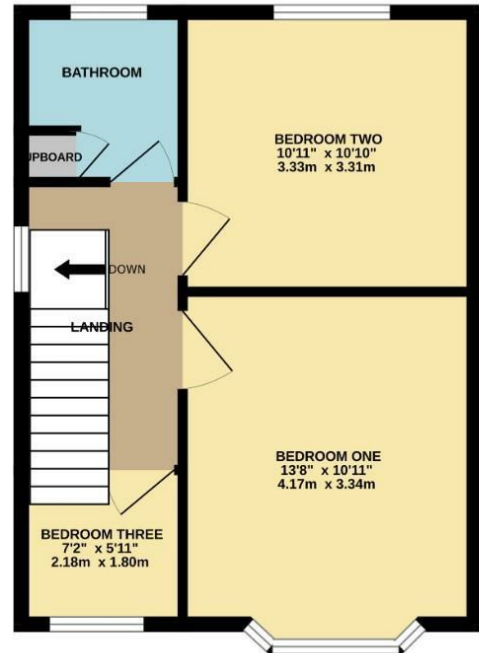 BATHROOM
UPBOARD
BEDROOM TWO
10'11" x 10'10"
3.33m x 3.31m
DOWN
LANDING
BEDROOM ONE
13'8" x 10'11"
4.17m x 3.34m
BEDROOM THREE
7'2" x 5'11"
2.18m x 1.80m